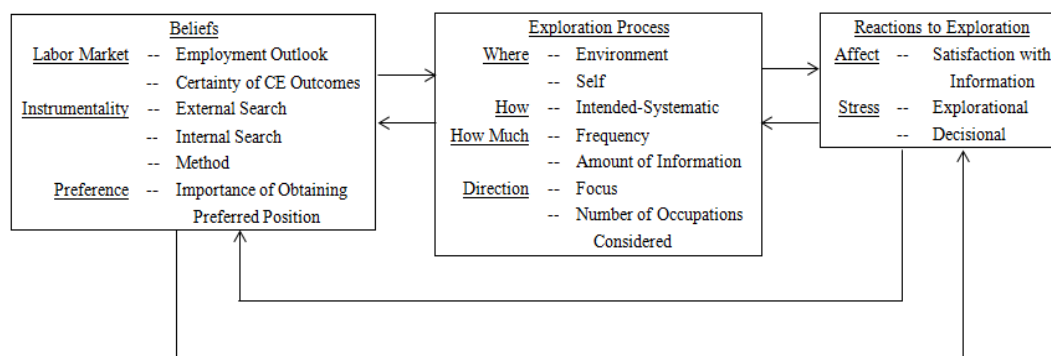 Beliefs
Labor Market -- Employment Outlook
-- Certainty of CE Outcomes
Instrumentality -- External Search
-- Internal Search
-- Method
Preference -- Importance of Obtaining
Preferred Position
Exploration Process
Where -- Environment
-- Self
How -- Intended-Systematic
How Much -- Frequency
-- Amount of Information
Direction -- Focus
-- Number of Occupations
Considered
Reactions to Exploration
Affect -- Satisfaction with
Information
Stress -- Explorational
-- Decisional